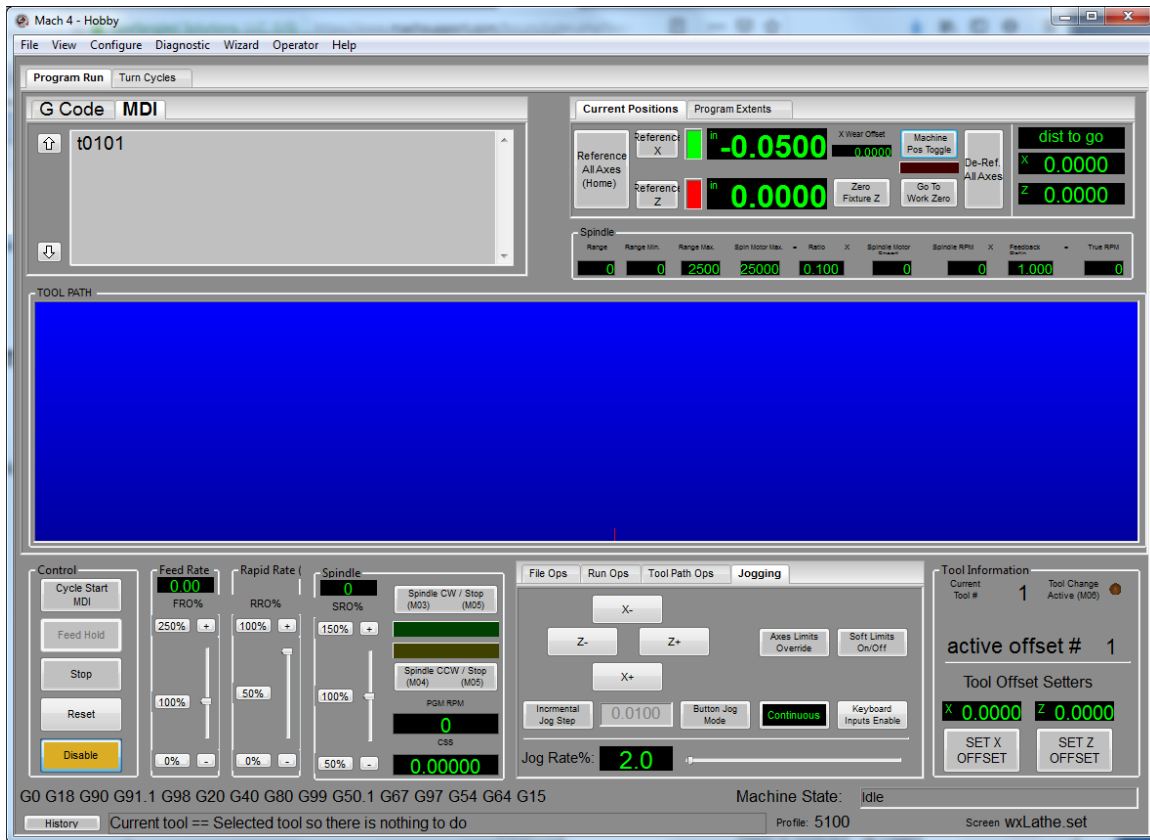 Mach 4 - Hobby
File View Configure Diagnostic Wizard Operator Help
Program Run Turn Cycles
G Code MDI
t0101
Current Positions Program Extents
Reference All Axes (Home)
Reference X
in -0.0500
X Wear Offset
0.0000
Machine Pos Toggle
De-Ref. All Axes
Reference Z
in 0.0000
Zero Fixture Z
Go To Work Zero
dist to go
X 0.0000
Z 0.0000
Spindle
Range Range Min. Range Max. Spin Motor Max. Ratio X Spindle Motor Spindle RPM X Feedback = True RPM
0 0 2500 25000 0.100 0 0 1.000 0
TOOL PATH
Control
Cycle Start
MDI
Feed Hold
Stop
Reset
Disable
Feed Rate
0.00
FRO%
250% +
100%
0% -
Rapid Rate (
RRO%
100% +
50%
0% -
Spindle
0
SRO%
150% +
100%
50% -
Spindle CW / Stop
(M03) (M05)
Spindle CCW / Stop
(M04) (M05)
PGM RPM
0
CSS
0.00000
File Ops Run Ops Tool Path Ops Jogging
X-
Z- Z+
X+
Axes Limits Override
Soft Limits On/Off
Incrmental Jog Step
0.0100
Button Jog Mode
Continuous
Keyboard Inputs Enable
Jog Rate%: 2.0
Tool Information
Current Tool # 1
Tool Change Active (M06)
active offset # 1
Tool Offset Setters
X 0.0000 Z 0.0000
SET X OFFSET
SET Z OFFSET
G0 G18 G90 G91.1 G98 G20 G40 G80 G99 G50.1 G67 G97 G54 G64 G15
Machine State: Idle
History
Current tool == Selected tool so there is nothing to do
Profile: 5100
Screen wxLathe.set